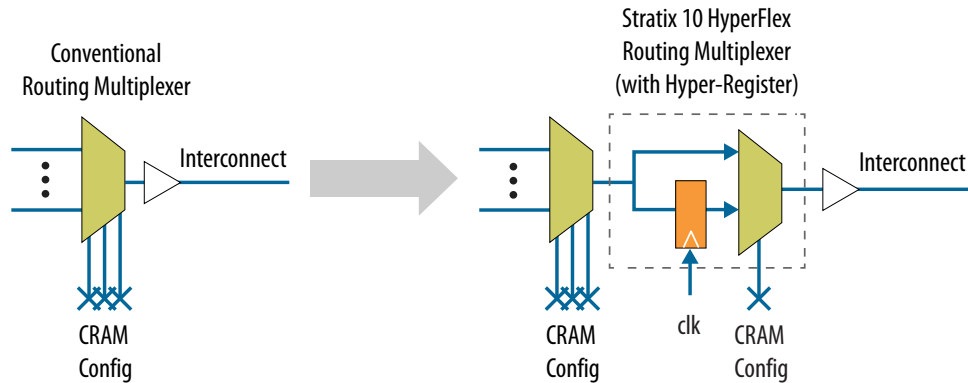 Conventional
Routing Multiplexer
Interconnect
CRAM
Config
Stratix 10 HyperFlex
Routing Multiplexer
(with Hyper-Register)
Interconnect
CRAM
Config
clk
CRAM
Config